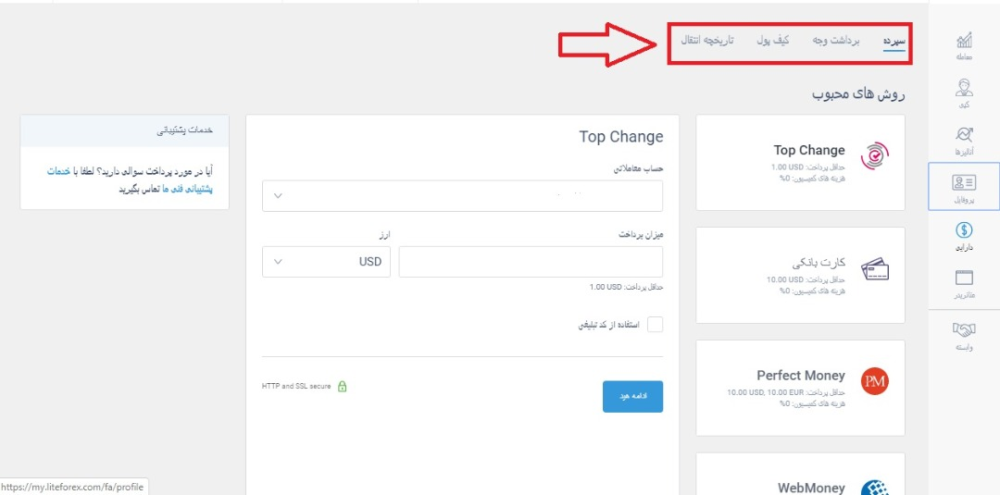 سپرده
برداشت وجه
کیف پول
تاریخچه انتقال
معامله
کپی
آنالیزها
پروفایل
دارایی
متاتریدر
وابسته
روش های محبوب
Top Change
حداقل پرداخت: 1.00 USD
هزینه های کمیسیون: 0%
کارت بانکی
حداقل پرداخت: 10.00 USD
هزینه های کمیسیون: 0%
Perfect Money
حداقل پرداخت: 10.00 USD, 10.00 EUR
هزینه های کمیسیون: 0%
WebMoney
Top Change
حساب معاملاتی
میزان پرداخت
ارز
USD
حداقل پرداخت: 1.00 USD
استفاده از کد تبلیغی
ادامه هید
HTTP and SSL secure
خدمات پشتیبانی
آیا در مورد پرداخت سوالی دارید؟ لطفا با خدمات
پشتیبانی فنی ما تماس بگیرید
https://my.liteforex.com/fa/profile